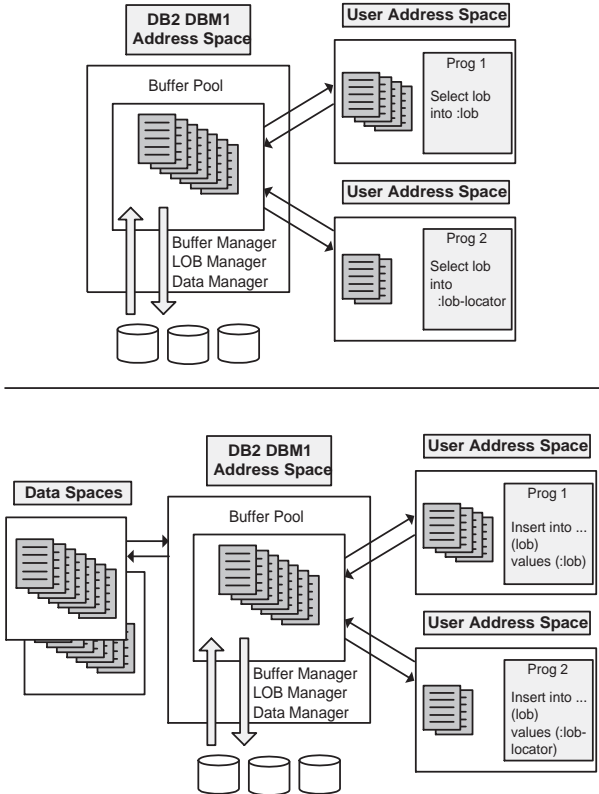 DB2 DBM1
Address Space
User Address Space
Buffer Pool
Prog 1
Select lob
into :lob
User Address Space
Prog 2
Select lob
into
:lob-locator
Buffer Manager
LOB Manager
Data Manager
DB2 DBM1
Address Space
User Address Space
Data Spaces
Buffer Pool
Prog 1
Insert into ...
(lob)
values (:lob)
User Address Space
Prog 2
Insert into ...
(lob)
values (:lob-
locator)
Buffer Manager
LOB Manager
Data Manager